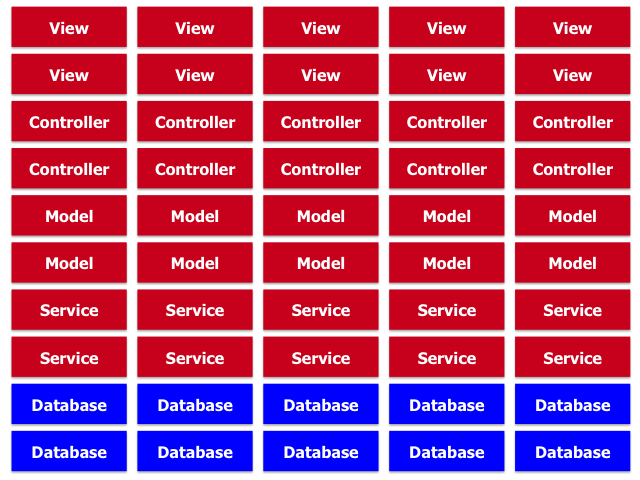 View View View View View
View View View View View
Controller Controller Controller Controller Controller
Controller Controller Controller Controller Controller
Model Model Model Model Model
Model Model Model Model Model
Service Service Service Service Service
Service Service Service Service Service
Database Database Database Database Database
Database Database Database Database Database